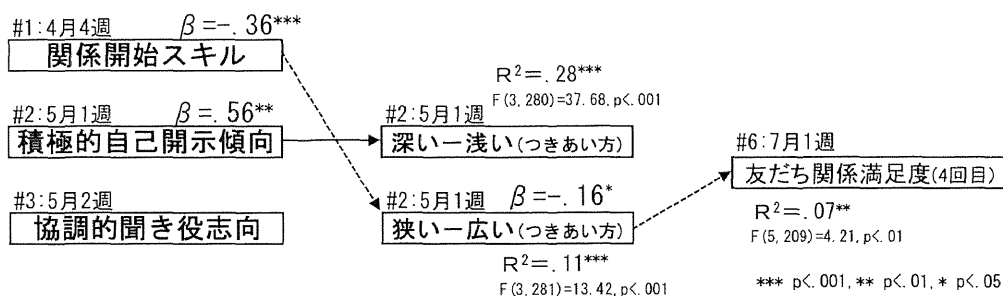 #1:4月4週 β=-.36***
関係開始スキル
#2:5月1週 β=.56**
積極的自己開示傾向
#3:5月2週
協調的聞き役志向
R²=.28***
F(3, 280)=37.68, p<.001
#2:5月1週
深い－浅い(つきあい方)
#2:5月1週 β=-.16*
狭い－広い(つきあい方)
R²=.11***
F(3, 281)=13.42, p<.001
#6:7月1週
友だち関係満足度(4回目)
R²=.07**
F(5, 209)=4.21, p<.01
*** p<.001, ** p<.01, * p<.05